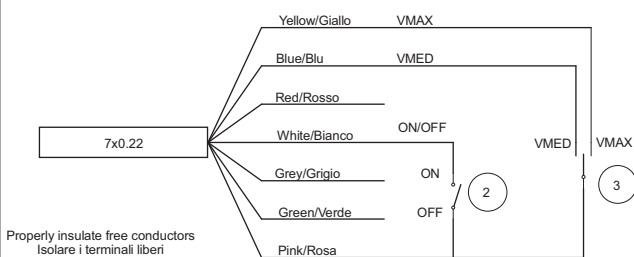 Yellow/Giallo VMAX
Blue/Blu VMED
Red/Rosso
7x0.22
White/Bianco ON/OFF
VMED VMAX
Grey/Grigio ON
2
3
Green/Verde OFF
Properly insulate free conductors
Isolare i terminali liberi
Pink/Rosa